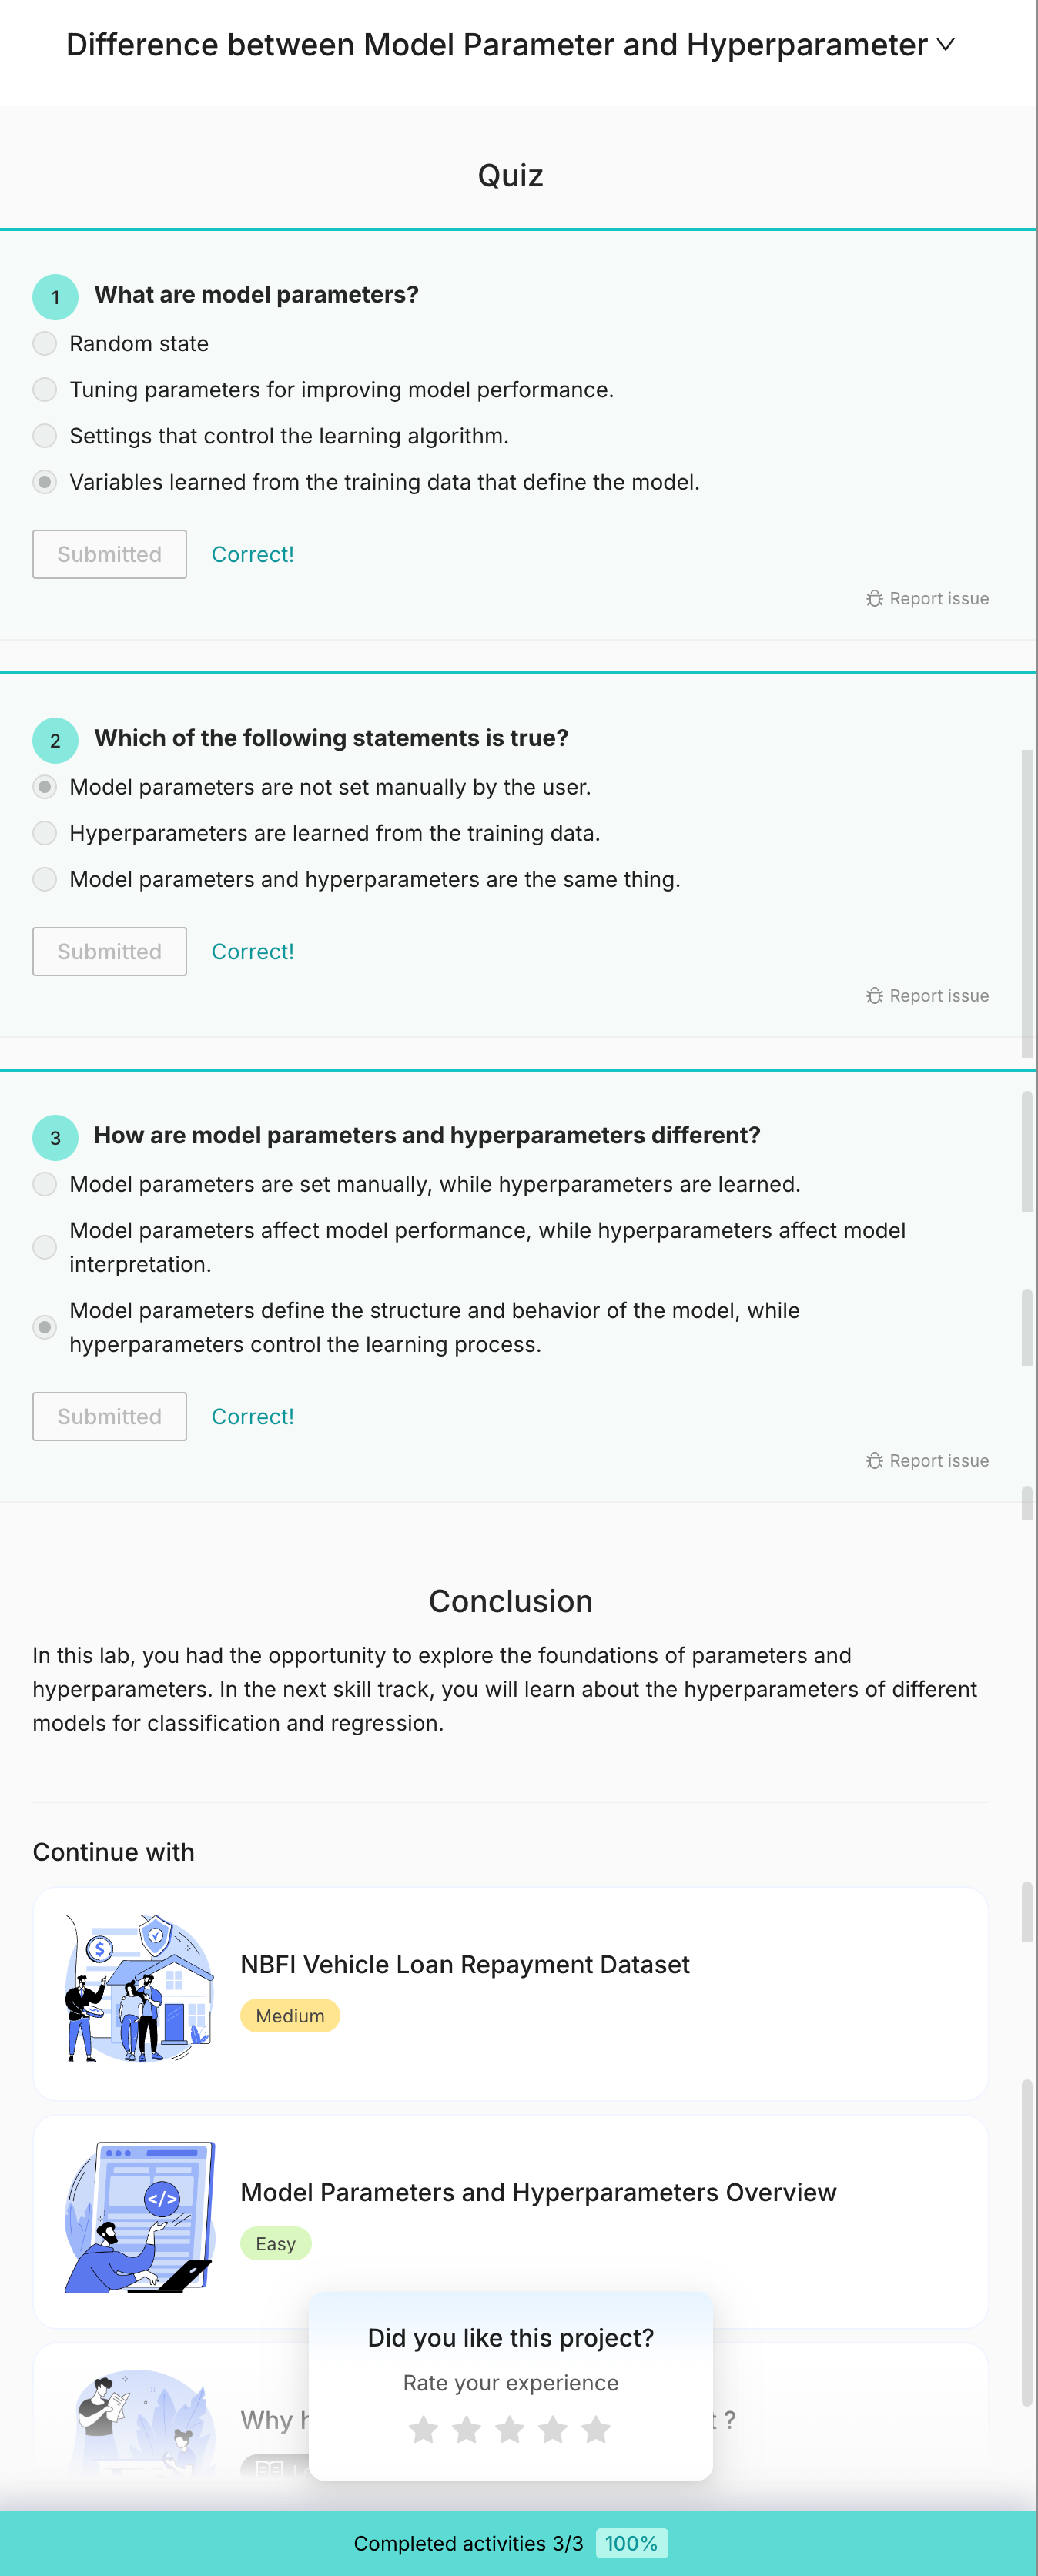 Difference between Model Parameter and Hyperparameter
Quiz
1
What are model parameters?
Random state
Tuning parameters for improving model performance.
Settings that control the learning algorithm.
Variables learned from the training data that define the model.
Submitted
Correct!
Report issue
2
Which of the following statements is true?
Model parameters are not set manually by the user.
Hyperparameters are learned from the training data.
Model parameters and hyperparameters are the same thing.
Submitted
Correct!
Report issue
3
How are model parameters and hyperparameters different?
Model parameters are set manually, while hyperparameters are learned.
Model parameters affect model performance, while hyperparameters affect model
interpretation.
Model parameters define the structure and behavior of the model, while
hyperparameters control the learning process.
Submitted
Correct!
Report issue
Conclusion
In this lab, you had the opportunity to explore the foundations of parameters and
hyperparameters. In the next skill track, you will learn about the hyperparameters of different
models for classification and regression.
Continue with
$
NBFI Vehicle Loan Repayment Dataset
Medium
</>
Model Parameters and Hyperparameters Overview
Easy
Did you like this project?
Rate your experience
Why
?
Completed activities 3/3 100%